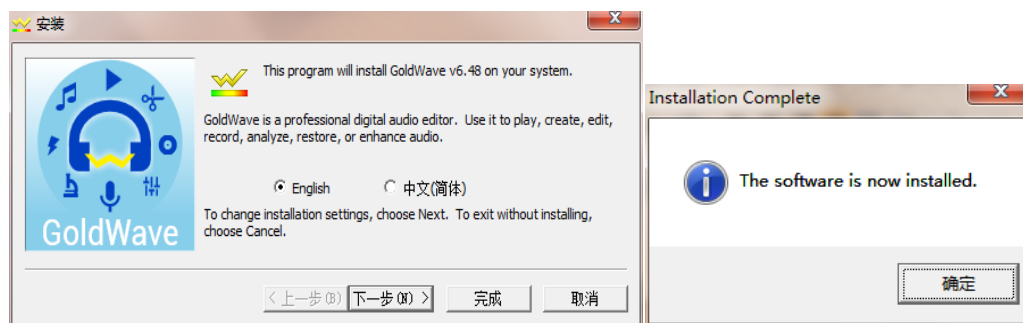 安装
This program will install GoldWave v6.48 on your system.
GoldWave is a professional digital audio editor. Use it to play, create, edit,
record, analyze, restore, or enhance audio.
English
中文(简体)
To change installation settings, choose Next. To exit without installing,
choose Cancel.
GoldWave
< 上一步(B)
下一步(N) >
完成
取消
Installation Complete
The software is now installed.
确定